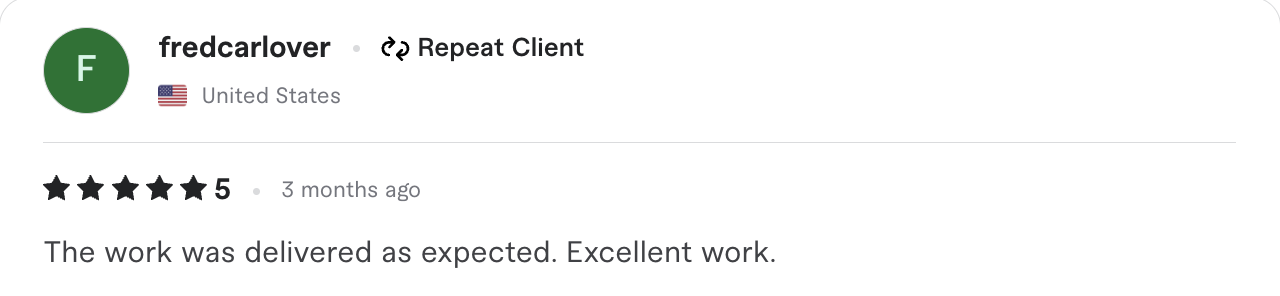 F
fredcarlover • Repeat Client
United States
5 • 3 months ago
The work was delivered as expected. Excellent work.